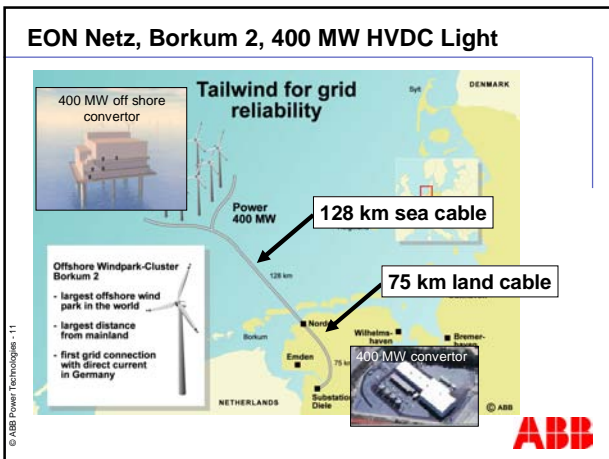 EON Netz, Borkum 2, 400 MW HVDC Light
400 MW off shore
convertor
Tailwind for grid
reliability
Sylt
DENMARK
Power
400 MW
128 km sea cable
128 km
75 km land cable
Offshore Windpark-Cluster
Borkum 2
- largest offshore wind
park in the world
- largest distance
from mainland
- first grid connection
with direct current
in Germany
Borkum
Emden
Wilhelms-
haven
Bremer-
haven
400 MW convertor
75 k
NETHERLANDS
Diele
© ABB
© ABB Power Technologies - 11
ABB